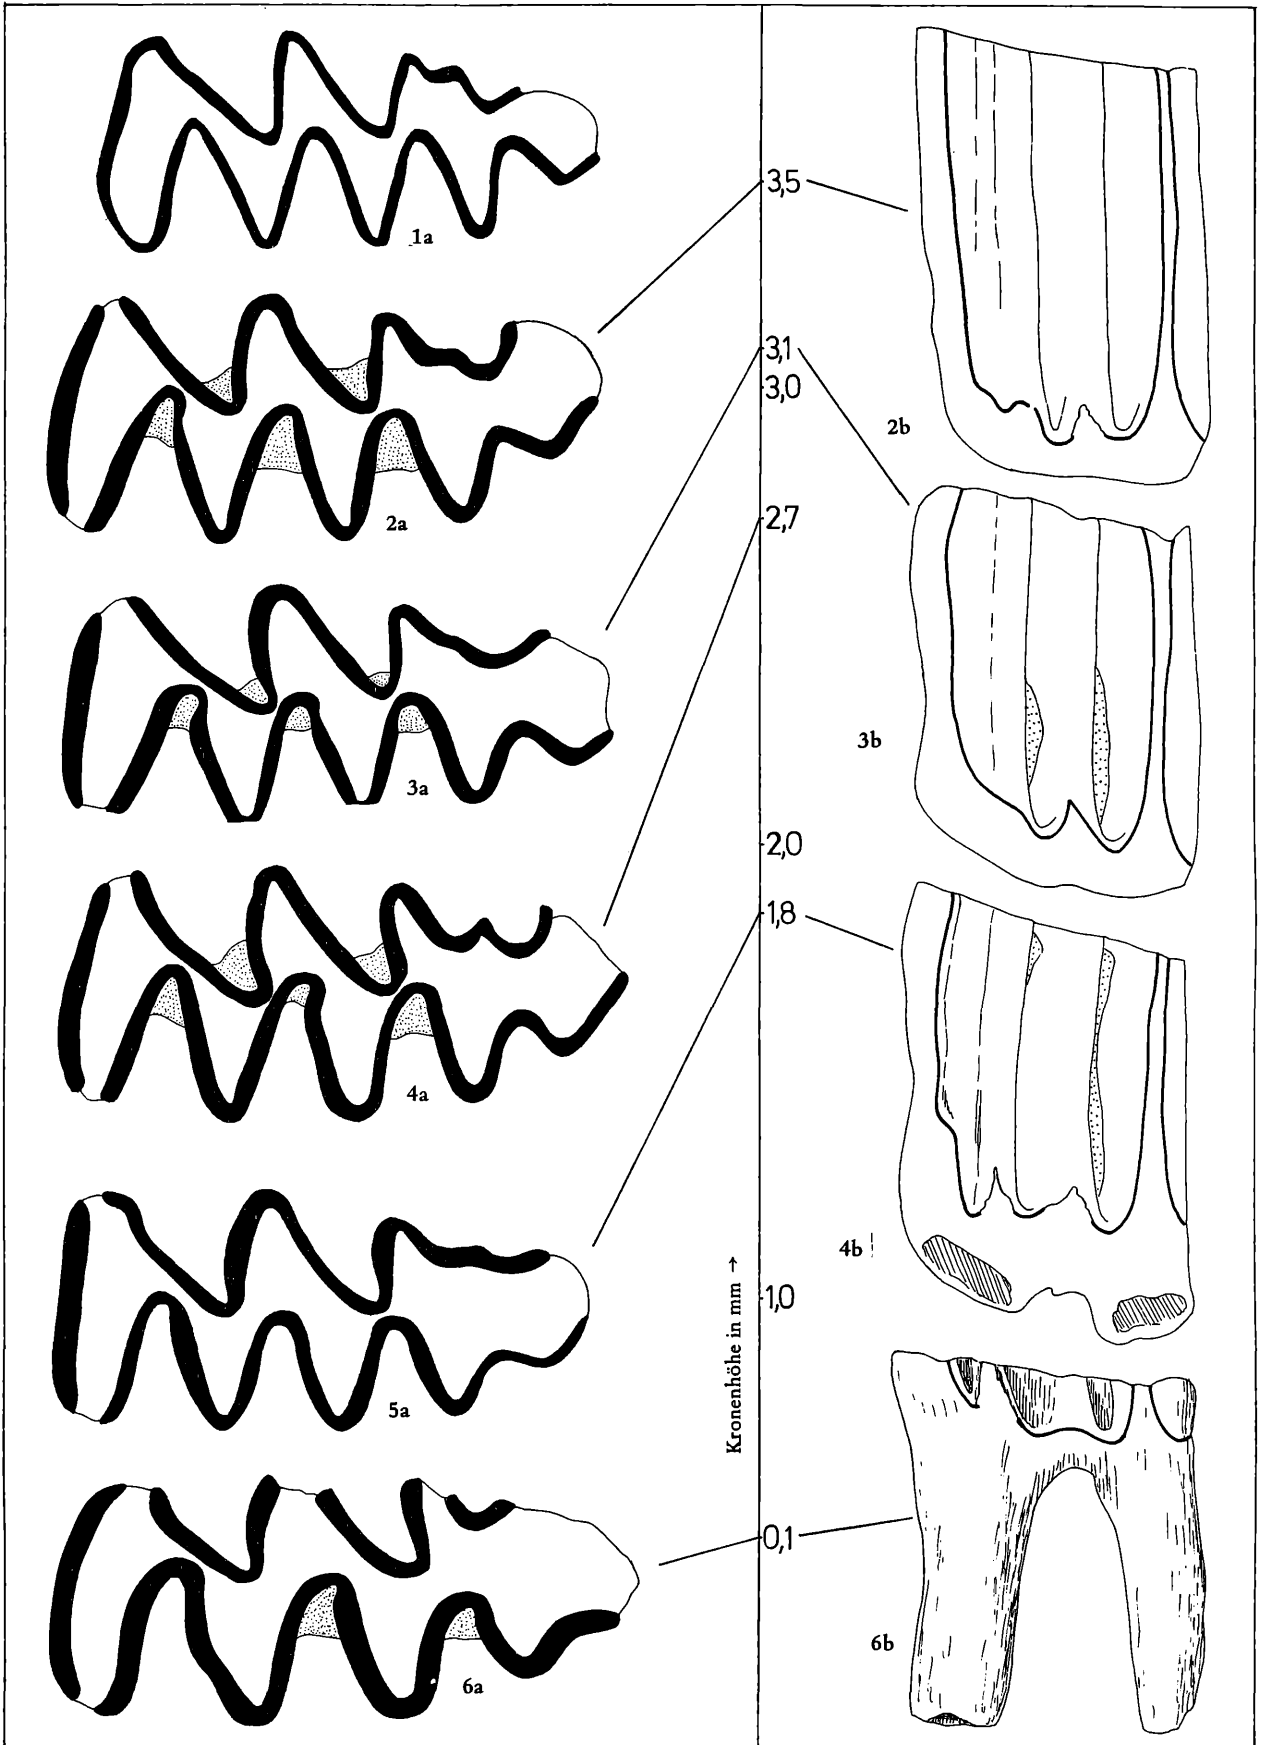 1a
2a
3a
4a
5a
6a
3,5
3,1
3,0
2,7
2,0
1,8
1,0
0,1
Kronenhöhe in mm →
2b
3b
4b
6b